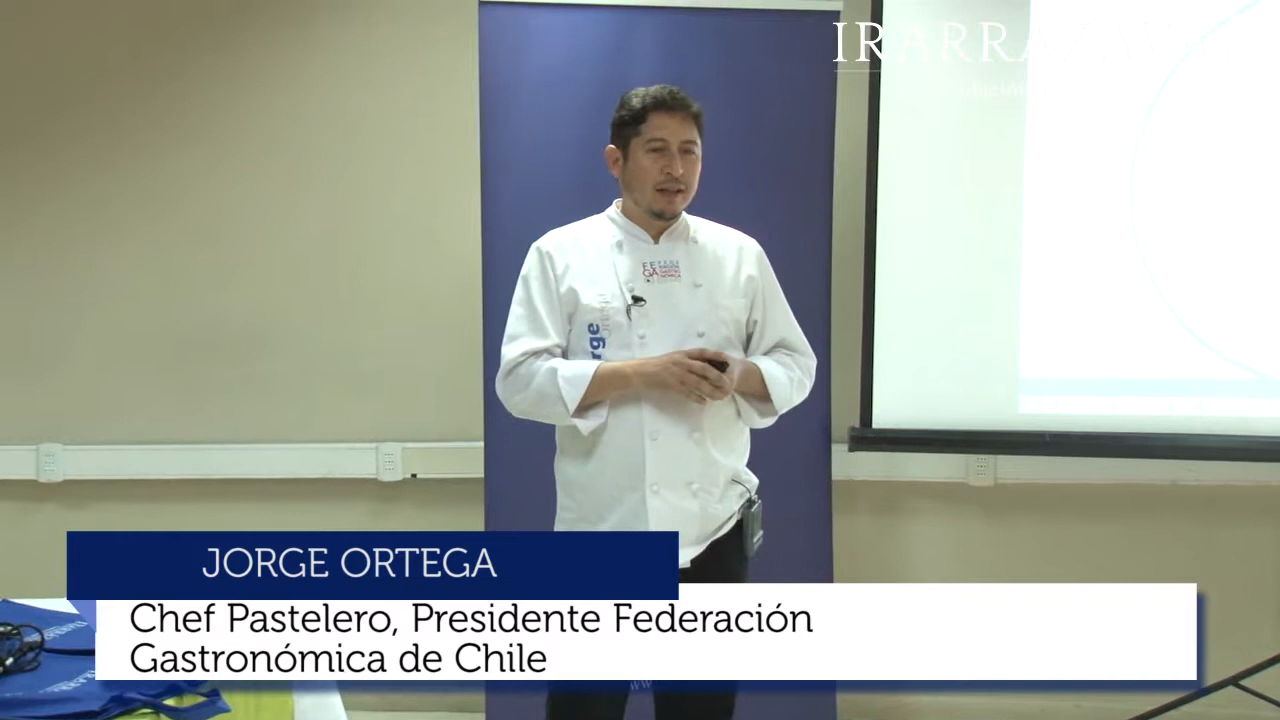 JORGE ORTEGA
Chef Pastelero, Presidente Federación
Gastronómica de Chile